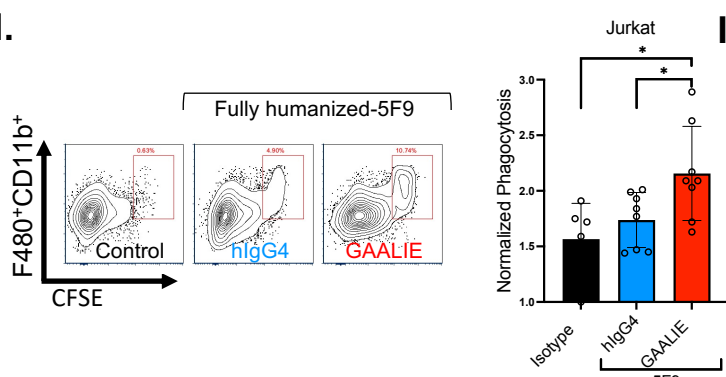 Fully humanized-5F9
F480+CD11b+
0.63%
4.90%
10.74%
Control
hIgG4
GAALIE
CFSE
Jurkat
*
*
Normalized Phagocytosis
3.0
2.5
2.0
1.5
1.0
Isotype
hIgG4
GAALIE
5F9